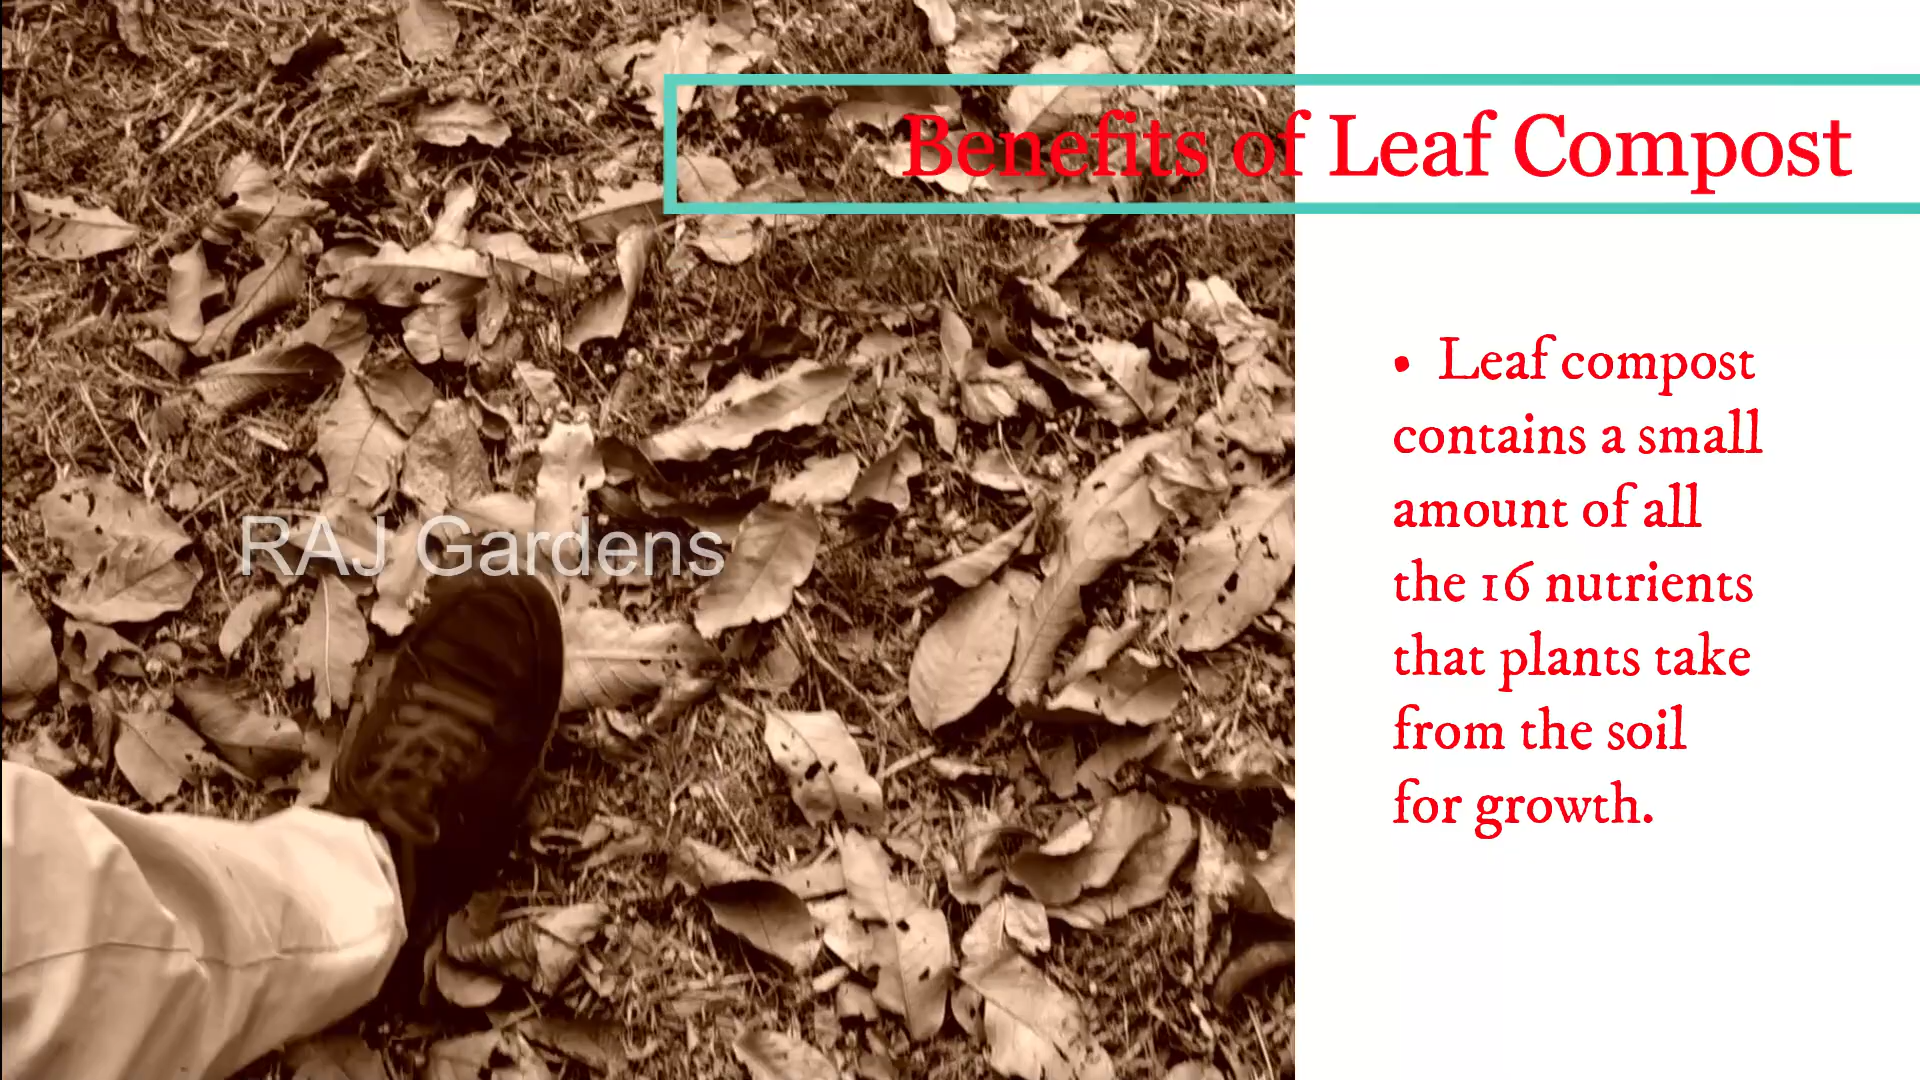 Benefits of Leaf Compost
• Leaf compost
contains a small
amount of all
the 16 nutrients
that plants take
from the soil
for growth.
RAJ Gardens